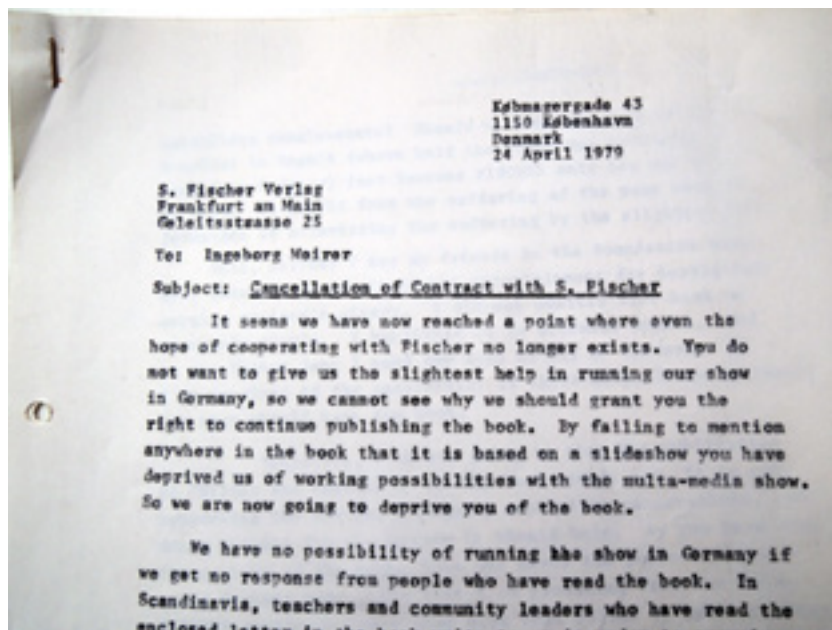 Købmagergade 43
1150 København
Danmark
24 April 1979
S. Fischer Verlag
Frankfurt am Main
Geleitsstrasse 25
To: Ingeborg
Subject: Cancellation of Contract with S. Fischer
It seems we have now reached a point where even the
hope of cooperating with Fischer no longer exists. You do
not want to give us the slightest help in running our show
in Germany, so we cannot see why we should grant you the
right to continue publishing the book. By failing to mention
anywhere in the book that it is based on a slideshow you have
deprived us of working possibilities with the multa-media show.
So we are now going to deprive you of the book.
We have no possibility of running the show in Germany if
we get no response from people who have read the book. In
Scandinavia, teachers and community leaders who have read the
enclosed letter in the